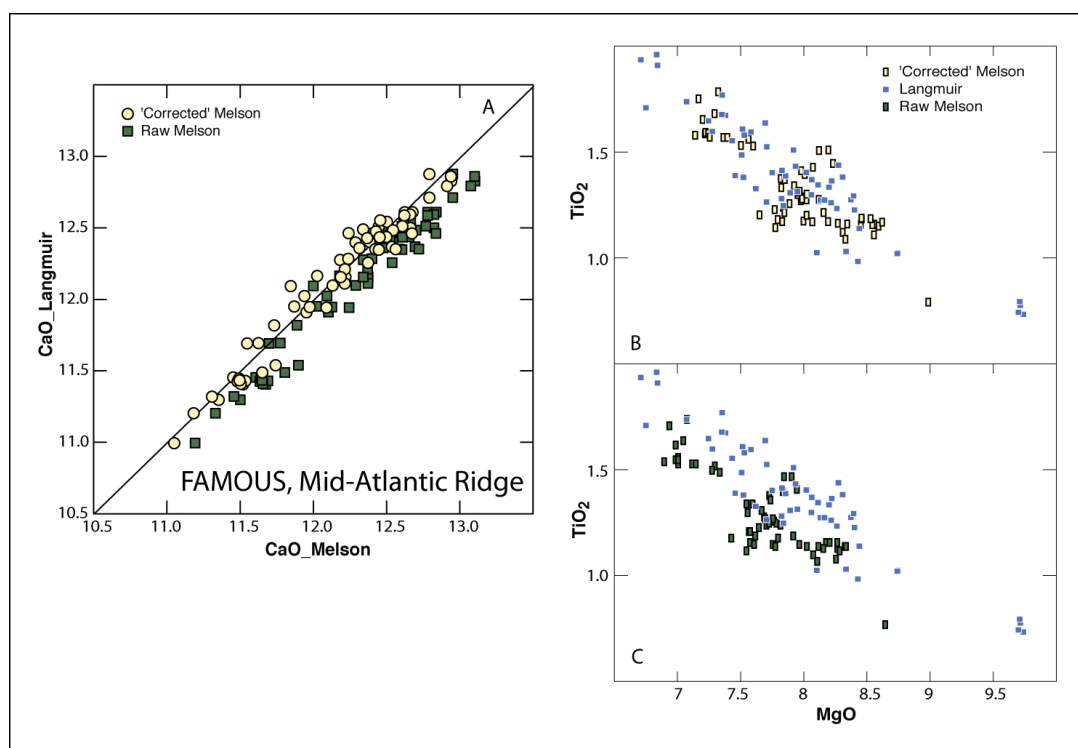 A
'Corrected' Melson
Raw Melson
CaO_Langmuir
13.0
12.5
12.0
11.5
11.0
10.5
FAMOUS, Mid-Atlantic Ridge
10.5 11.0 11.5 12.0 12.5 13.0
CaO_Melson
'Corrected' Melson
Langmuir
Raw Melson
TiO2
1.5
1.0
B
TiO2
1.5
1.0
C
7 7.5 8 8.5 9 9.5
MgO